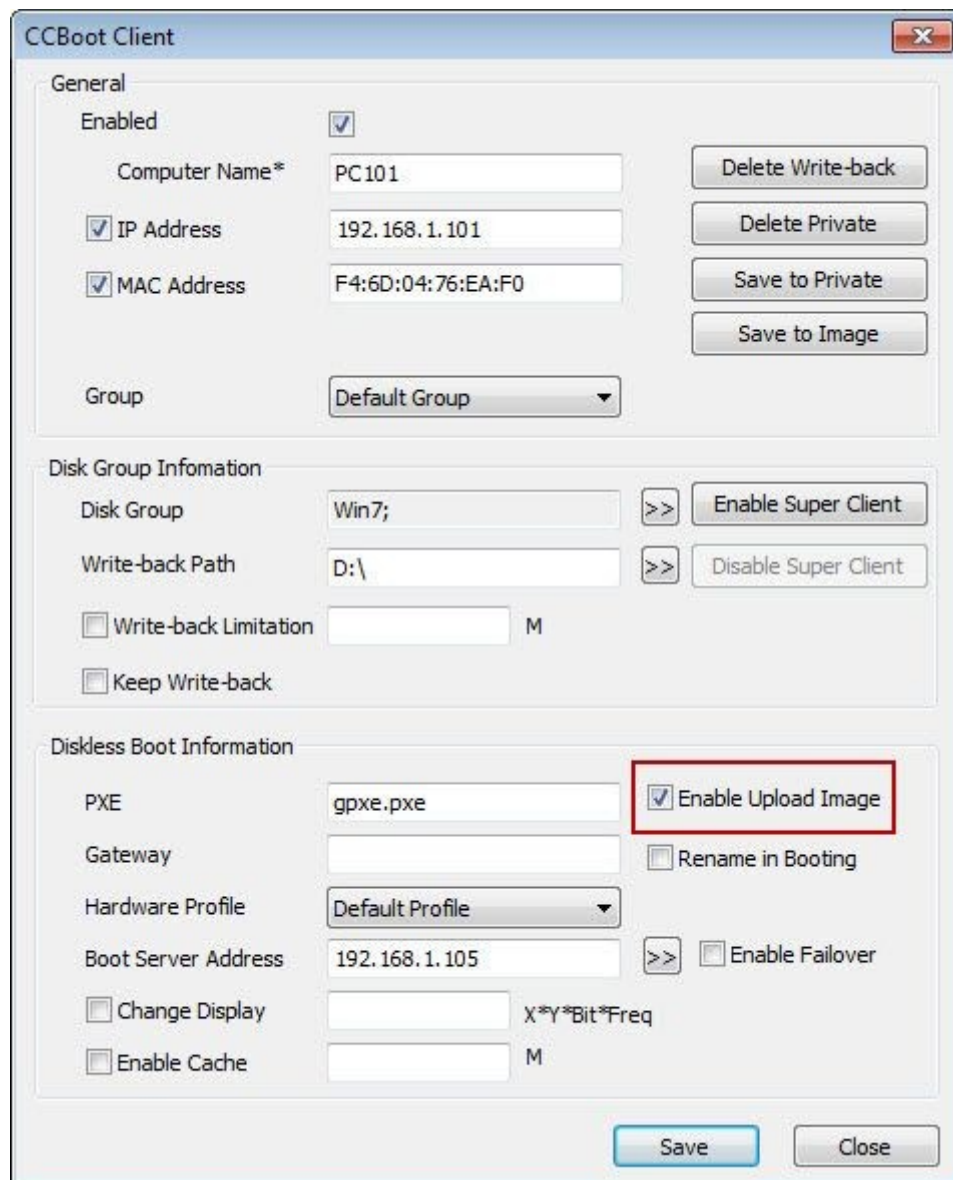 CCBoot Client
General
Enabled
Computer Name* PC101 Delete Write-back
IP Address 192.168.1.101 Delete Private
MAC Address F4:6D:04:76:EA:F0 Save to Private
Save to Image
Group Default Group
Disk Group Infomation
Disk Group Win7; >> Enable Super Client
Write-back Path D:\ >> Disable Super Client
Write-back Limitation M
Keep Write-back
Diskless Boot Information
PXE gpxe.pxe Enable Upload Image
Gateway Rename in Booting
Hardware Profile Default Profile
Boot Server Address 192.168.1.105 >> Enable Failover
Change Display X*Y*Bit*Freq
Enable Cache M
Save Close